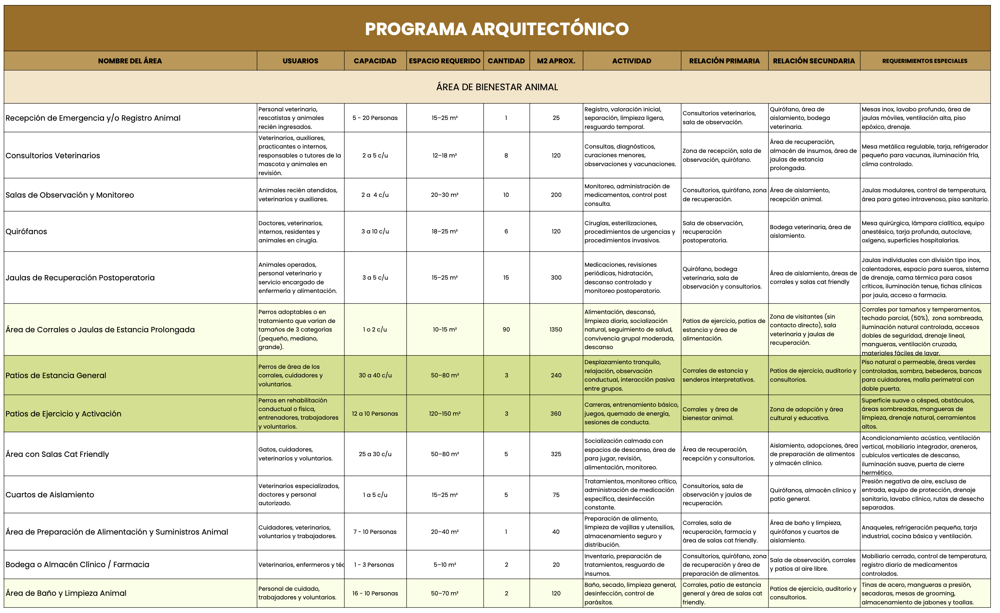 PROGRAMA ARQUITECTÓNICO
NOMBRE DEL ÁREA USUARIOS CAPACIDAD ESPACIO REQUERIDO CANTIDAD M2 APROX. ACTIVIDAD RELACIÓN PRIMARIA RELACIÓN SECUNDARIA REQUERIMIENTOS ESPECIALES
ÁREA DE BIENESTAR ANIMAL
Recepción de Emergencia y/o Registro Animal
Personal veterinario,
rescatistas y animales
recién ingresados.
5 - 20 Personas
15–25 m²
1
25
Registro, valoración inicial,
separación, limpieza ligera,
resguardo temporal.
Consultorios veterinarios,
sala de observación.
Quirófano, área de
aislamiento, bodega
veterinaria.
Mesas inox, lavabo profundo, área de
jaulas móviles, ventilación alta, piso
epóxico, drenaje.
Consultorios Veterinarios
Veterinarios, auxiliares,
practicantes o internos,
responsables o tutores de la
mascota y animales en
revisión.
2 a 5 c/u
12–18 m²
8
120
Consultas, diagnósticos,
curaciones menores,
observaciones y vacunaciones.
Zona de recepción, sala de
observación, quirófano.
Área de recuperación,
almacén de insumos, área de
jaulas de estancia
prolongada.
Mesa metálica regulable, tarja, refrigerador
pequeño para vacunas, iluminación fría,
clima controlado.
Salas de Observación y Monitoreo
Animales recién atendidos,
veterinarios y auxiliares.
2 a  4 c/u
20–30 m²
10
200
Monitoreo, administración de
medicamentos, control post
consulta.
Consultorios, quirófano, zona
de recuperación.
Área de aislamiento,
recepción animal.
Jaulas modulares, control de temperatura,
área para goteo intravenoso, piso sanitario.
Quirófanos
Doctores, veterinarios,
internos, residentes y
animales en cirugía.
3 a 10 c/u
18–25 m²
6
120
Cirugías, esterilizaciones,
procedimientos de urgencias y
procedimientos invasivos.
Sala de observación,
recuperación
postoperatoria.
Bodega veterinaria, área de
aislamiento.
Mesa quirúrgica, lámpara cialítica, equipo
anestésico, tarja profunda, autoclave,
oxígeno, superficies hospitalarias.
Jaulas de Recuperación Postoperatoria
Animales operados,
personal veterinario y
servicio encargado de
enfermería y alimentación.
3 a 5 c/u
15–25 m²
15
300
Medicaciones, revisiones
periódicas, hidratación,
descanso controlado y
monitoreo postoperatorio.
Quirófano, bodega
veterinaria, sala de
observación y consultorios.
Área de aislamiento, áreas de
corrales y salas cat friendly
Jaulas individuales con división tipo inox,
calentadores, espacio para sueros, sistema
de drenaje, cama térmica para casos
críticos, iluminación tenue, fichas clínicas
por jaula, acceso a farmacia.
Área de Corrales o Jaulas de Estancia Prolongada
Perros adoptables o en
tratamiento que varían de
tamaños de 3 categorías
(pequeño, mediano,
grande).
1 o 2 c/u
10-15 m²
90
1350
Alimentación, descansó,
limpieza diaria, socialización
natural, seguimiento de salud,
convivencia grupal moderada,
descanso
Patios de ejercicio, patios de
estancia y área de
alimentación.
Zona de visitantes (sin
contacto directo), sala
veterinaria y jaulas de
recuperación.
Corrales por tamaños y temperamentos,
techado parcial, (50%),  zona sombreada,
iluminación natural controlada, accesos
dobles de seguridad, drenaje lineal,
mangueras, ventilación cruzada,
materiales fáciles de lavar.
Patios de Estancia General
Perros de área de los
corrales, cuidadores y
voluntarios.
30 a 40 c/u
50–80 m²
3
240
Desplazamiento tranquilo,
relajación, observación
conductual, interacción pasiva
entre grupos.
Corrales de estancia y
senderos interpretativos.
Patios de ejercicio, auditorio y
consultorios.
Piso natural o permeable, áreas verdes
controladas, sombra, bebederos, bancas
para cuidadores, malla perimetral con
doble puerta.
Patios de Ejercicio y Activación
Perros en rehabilitación
conductual o física,
entrenadores, trabajadores
y voluntarios.
12 a 10 Personas
120–150 m²
3
360
Carreras, entrenamiento básico,
juegos, quemado de energía,
sesiones de conducta.
Corrales  y área de
bienestar animal.
Zona de adopción y área
cultural y educativa.
Superficie suave o césped, obstáculos,
áreas sombreadas, mangueras de
limpieza, drenaje natural, cerramientos
altos.
Área con Salas Cat Friendly
Gatos, cuidadores,
veterinarios y voluntarios.
25 a 30 c/u
50–80 m²
5
325
Socialización calmada con
espacios de descanso, área de
para jugar, revisión,
alimentación, monitoreo.
Área de recuperación,
recepción y consultorios.
Aislamiento, adopciones, área
de preparación de alimentos
y almacén clínico.
Acondicionamiento acústico, ventilación
vertical, mobiliario integrador, areneros,
cubículos verticales de descanso,
iluminación suave, puerta de cierre
hermético.
Cuartos de Aislamiento
Veterinarios especializados,
doctores y personal
autorizado.
1 a 5 c/u
15–25 m²
5
75
Tratamientos, monitoreo crítico,
administración de medicación
específica, desinfección
constante.
Consultorios, sala de
observación y jaulas de
recuperación.
Quirófanos, almacén clínico y
patio general.
Presión negativa de aire, esclusa de
entrada, equipo de protección, drenaje
sanitario, lavabo clínico, rutas de desecho
separadas.
Área de Preparación de Alimentación y Suministros Animal
Cuidadores, veterinarios,
voluntarios y trabajadores.
7 - 10 Personas
20–40 m²
1
40
Preparación de alimento,
limpieza de vajillas y utensilios,
almacenamiento seguro y
distribución.
Corrales, sala de
recuperación, farmacia y
área de salas cat friendly.
Área de baño y limpieza,
quirófanos y cuartos de
aislamiento.
Anaqueles, refrigeración pequeña, tarja
industrial, cocina básica y ventilación.
Bodega o Almacén Clínico / Farmacia
Veterinarios, enfermeros y téc
1 - 3 Personas
5–10 m²
2
20
Inventario, preparación de
tratamientos, resguardo de
insumos.
Consultorios, quirófano, zona
de recuperación y área de
preparación de alimentos.
Sala de observación, corrales
y patios al aire libre.
Mobiliario cerrado, control de temperatura,
registro diario de medicamentos
controlados.
Área de Baño y Limpieza Animal
Personal de cuidado,
trabajadores y voluntarios.
16 - 10 Personas
50–70 m²
2
120
Baño, secado, limpieza general,
desinfección, control de
parásitos.
Corrales, patio de estancia
general y área de salas cat
friendly.
Patios de ejercicio, auditorio y
consultorios.
Tinas de acero, mangueras a presión,
secadoras, mesas de grooming,
almacenamiento de jabones y toallas.